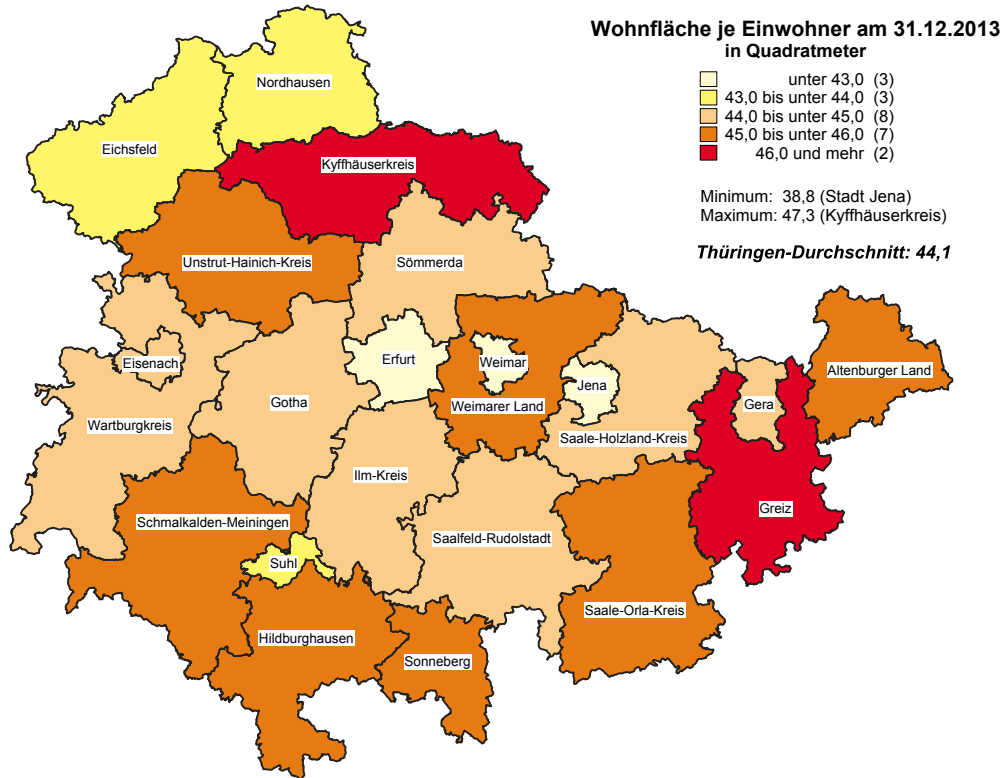 Wohnfläche je Einwohner am 31.12.2013
in Quadratmeter
unter 43,0 (3)
43,0 bis unter 44,0 (3)
44,0 bis unter 45,0 (8)
45,0 bis unter 46,0 (7)
46,0 und mehr (2)
Minimum: 38,8 (Stadt Jena)
Maximum: 47,3 (Kyffhäuserkreis)
Thüringen-Durchschnitt: 44,1
Nordhausen
Eichsfeld
Kyffhäuserkreis
Unstrut-Hainich-Kreis
Sömmerda
Eisenach
Erfurt
Weimar
Jena
Altenburger Land
Gotha
Weimarer Land
Gera
Wartburgkreis
Saale-Holzland-Kreis
Ilm-Kreis
Greiz
Schmalkalden-Meiningen
Saalfeld-Rudolstadt
Suhl
Saale-Orla-Kreis
Hildburghausen
Sonneberg